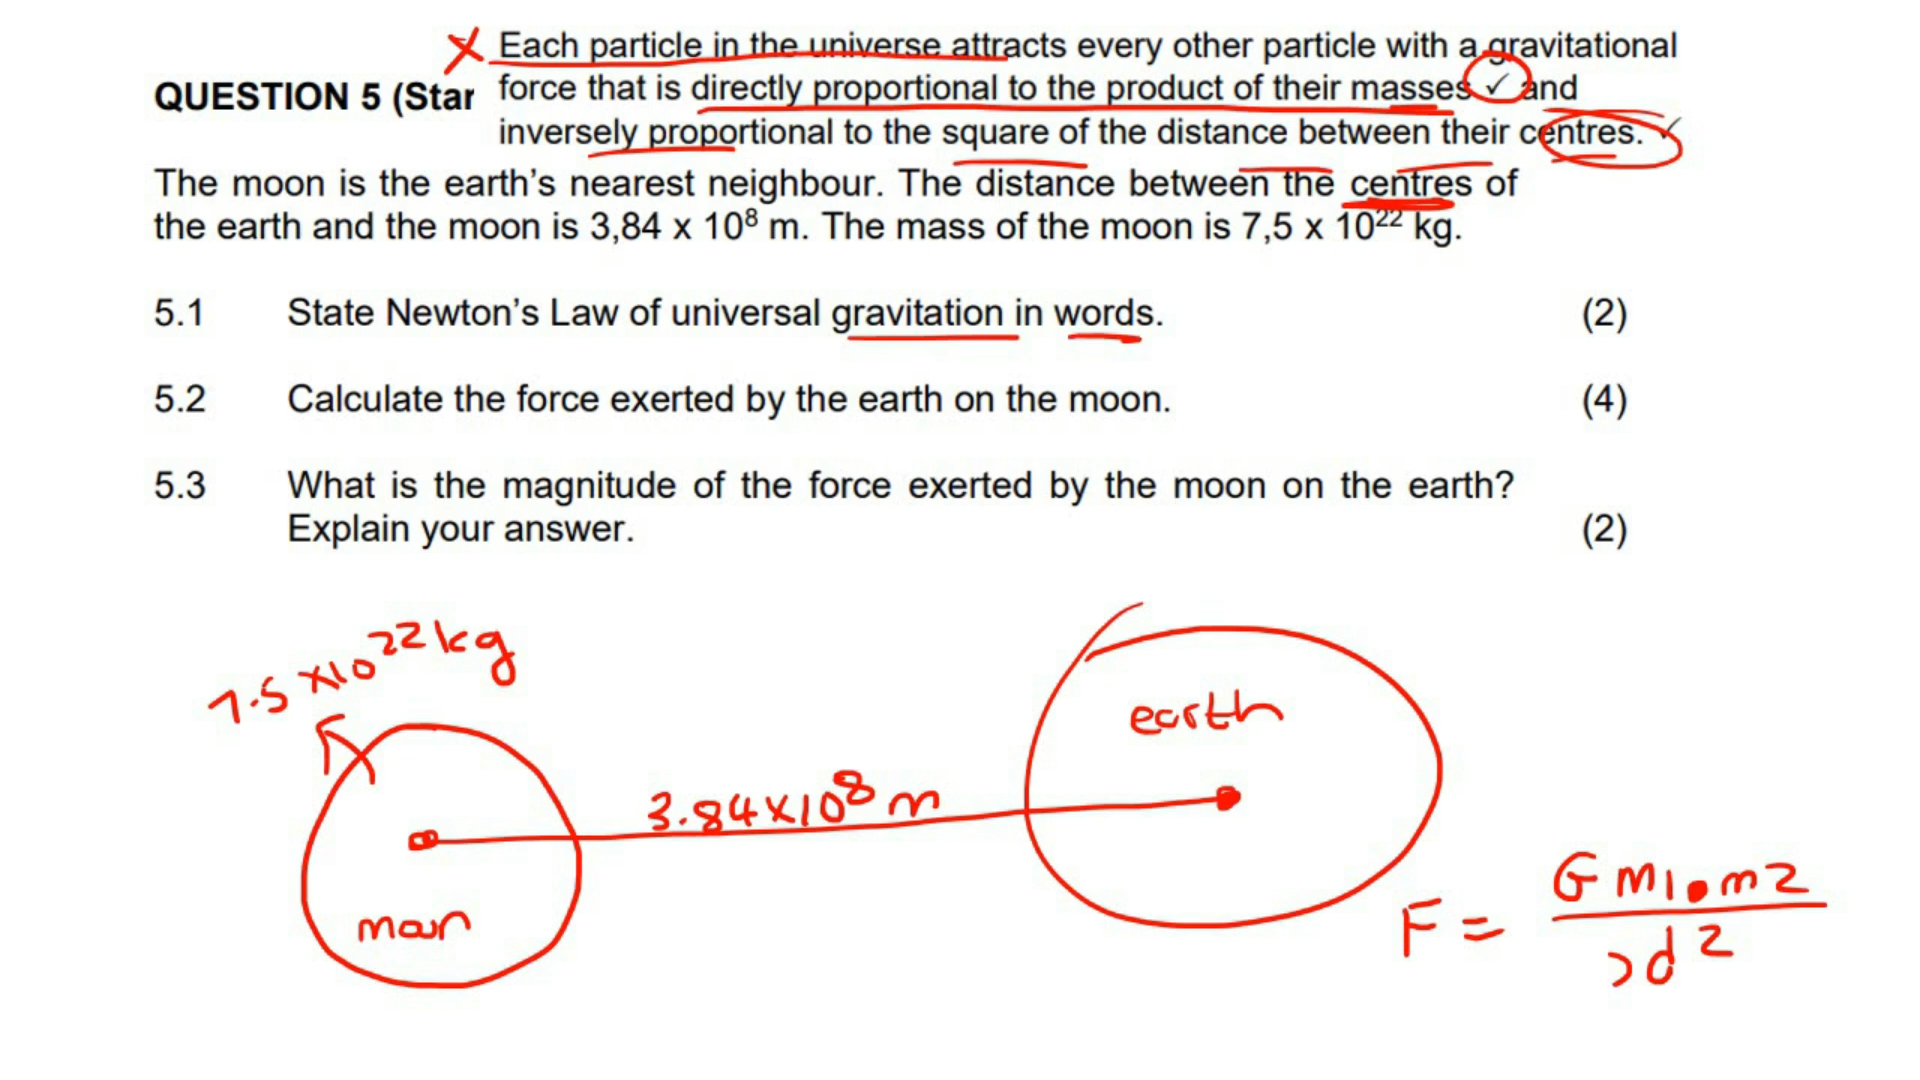 Each particle in the universe attracts every other particle with a gravitational
QUESTION 5 (Star
force that is directly proportional to the product of their masses ✓ and
inversely proportional to the square of the distance between their centres. ✓
The moon is the earth's nearest neighbour. The distance between the centres of
the earth and the moon is 3,84 x 10⁸ m. The mass of the moon is 7,5 x 10²² kg.
5.1 State Newton's Law of universal gravitation in words. (2)
5.2 Calculate the force exerted by the earth on the moon. (4)
5.3 What is the magnitude of the force exerted by the moon on the earth?
Explain your answer. (2)
7.5 x10²² kg
earth
3.84x10⁸ m
moon
F = G m1.m2
d²